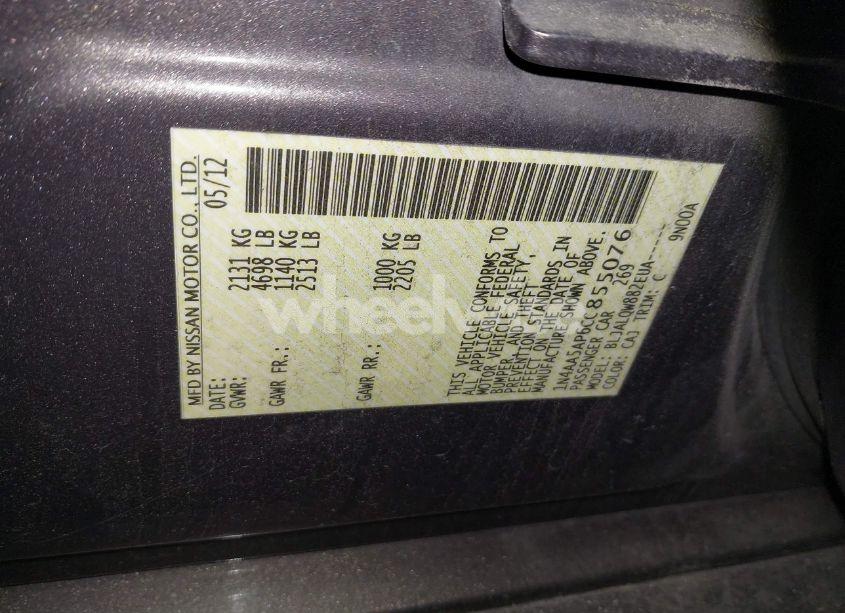 MFD BY NISSAN MOTOR CO., LTD.
DATE: 05/12
GVWR: 2131 KG
4698 LB
GAWR FR.: 1140 KG
2513 LB
GAWR RR.: 1000 KG
2205 LB
THIS VEHICLE CONFORMS TO
ALL APPLICABLE FEDERAL
MOTOR VEHICLE SAFETY,
BUMPER, AND THEFT
PREVENTION STANDARDS IN
EFFECT ON THE DATE OF
MANUFACTURE SHOWN ABOVE.
1N4AA5AP0CC855076
PASSENGER CAR 269
MODEL: BLJALOW882EUA-----
COLOR: CAJ TRIM: C 9N00A